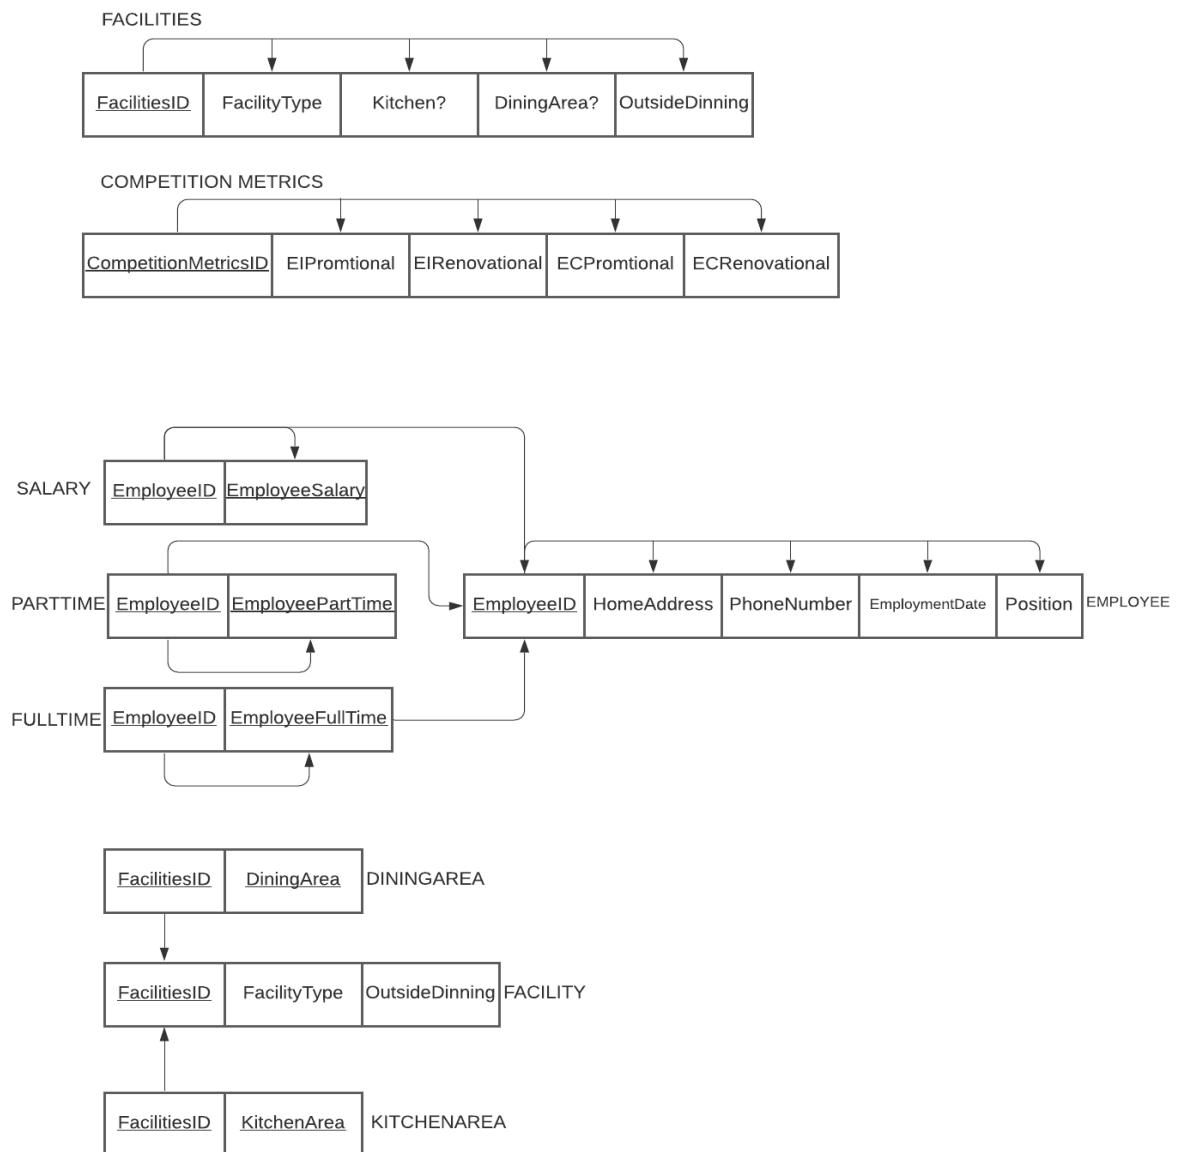 FACILITIES
FacilitiesID FacilityType Kitchen? DiningArea? OutsideDinning
COMPETITION METRICS
CompetitionMetricsID EIPromtional EIRenovational ECPromtional ECRenovational
SALARY EmployeeID EmployeeSalary
PARTTIME EmployeeID EmployeePartTime
EmployeeID HomeAddress PhoneNumber EmploymentDate Position EMPLOYEE
FULLTIME EmployeeID EmployeeFullTime
FacilitiesID DiningArea DININGAREA
FacilitiesID FacilityType OutsideDinning FACILITY
FacilitiesID KitchenArea KITCHENAREA